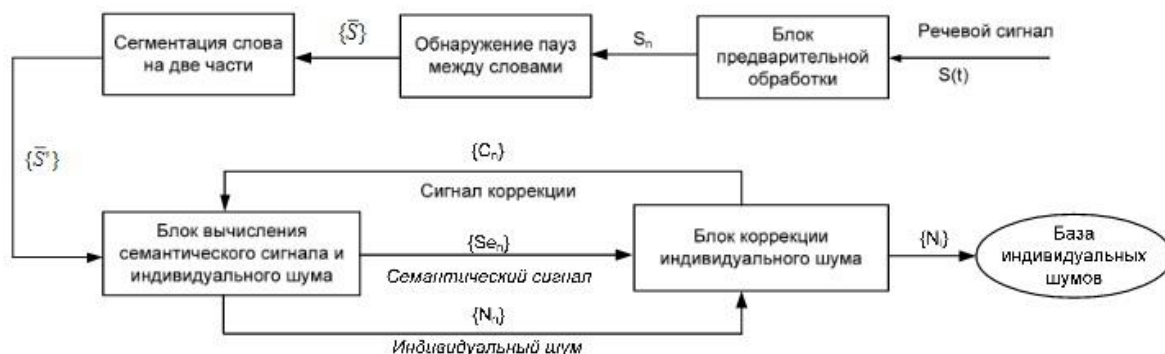 Сегментация слова
на две части
{S̅}
Обнаружение пауз
между словами
Sₙ
Блок
предварительной
обработки
Речевой сигнал
S(t)
{S̅'}
{Cₙ}
Сигнал коррекции
Блок вычисления
семантического сигнала и
индивидуального шума
{Seₙ}
Семантический сигнал
{Nₙ}
Индивидуальный шум
Блок коррекции
индивидуального шума
{Nᵢ}
База
индивидуальных
шумов